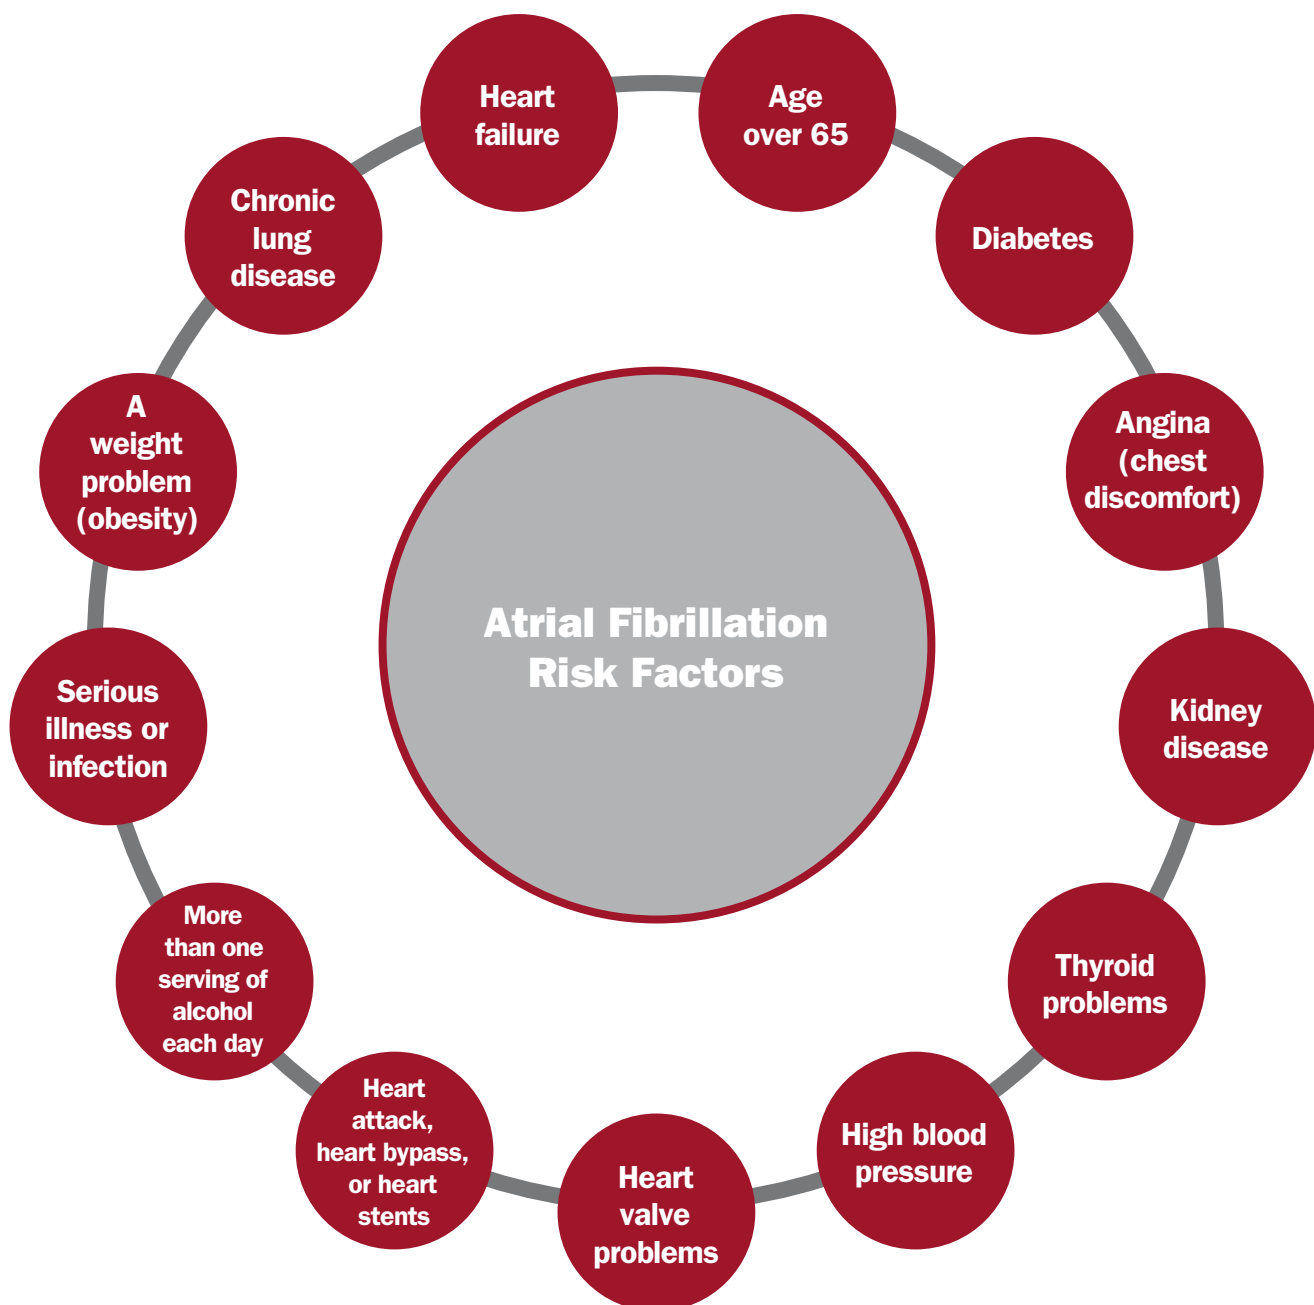 Heart
failure
Age
over 65
Diabetes
Angina
(chest
discomfort)
Kidney
disease
Thyroid
problems
High blood
pressure
Heart
valve
problems
Heart
attack,
heart bypass,
or heart
stents
More
than one
serving of
alcohol
each day
Serious
illness or
infection
A
weight
problem
(obesity)
Chronic
lung
disease
Atrial Fibrillation
Risk Factors